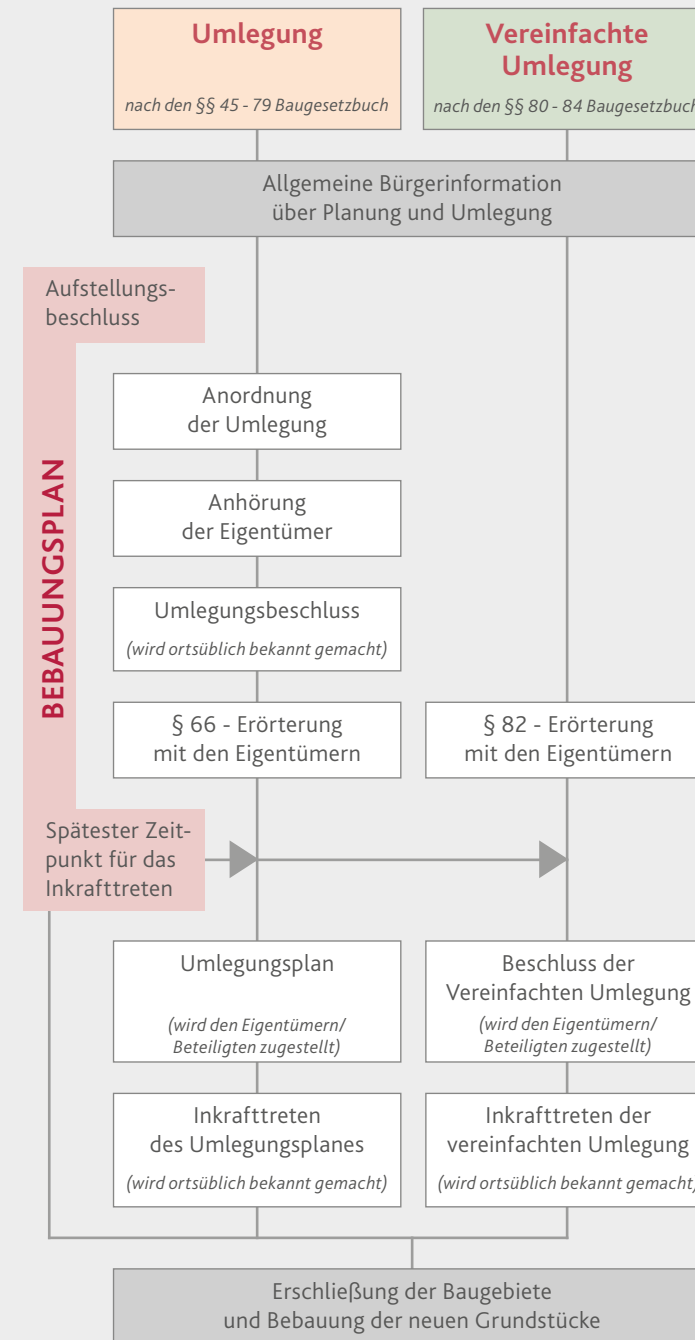 Umlegung
nach den §§ 45 - 79 Baugesetzbuch
Vereinfachte
Umlegung
nach den §§ 80 - 84 Baugesetzbuch
Allgemeine Bürgerinformation
über Planung und Umlegung
Aufstellungs-
beschluss
BEBAUUNGSPLAN
Anordnung
der Umlegung
Anhörung
der Eigentümer
Umlegungsbeschluss
(wird ortsüblich bekannt gemacht)
§ 66 - Erörterung
mit den Eigentümern
§ 82 - Erörterung
mit den Eigentümern
Spätester Zeit-
punkt für das
Inkrafttreten
Umlegungsplan
(wird den Eigentümern/
Beteiligten zugestellt)
Beschluss der
Vereinfachten Umlegung
(wird den Eigentümern/
Beteiligten zugestellt)
Inkrafttreten
des Umlegungsplanes
(wird ortsüblich bekannt gemacht)
Inkrafttreten der
vereinfachten Umlegung
(wird ortsüblich bekannt gemacht)
Erschließung der Baugebiete
und Bebauung der neuen Grundstücke